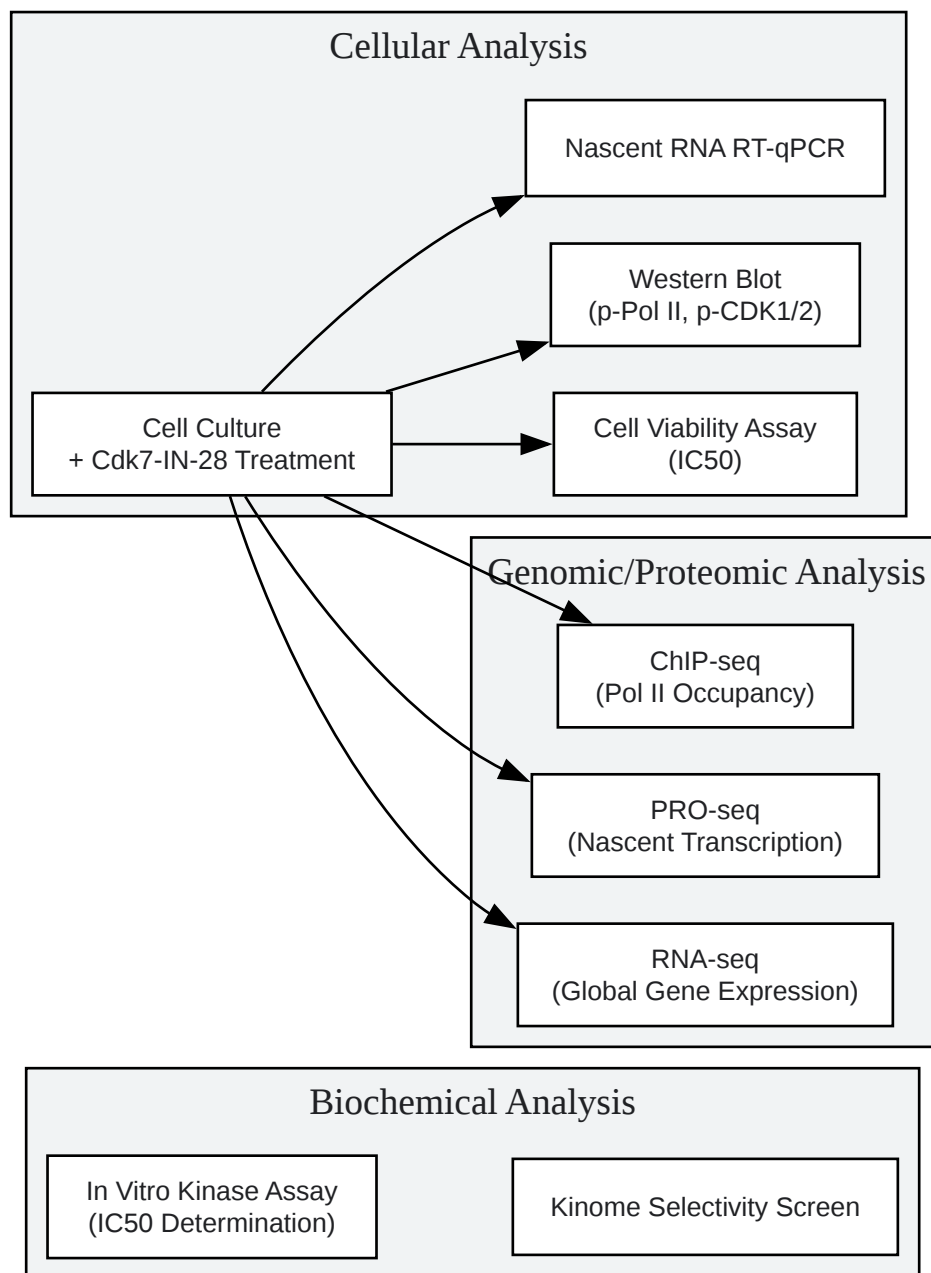 Cellular Analysis
Nascent RNA RT-qPCR
Western Blot
(p-Pol II, p-CDK1/2)
Cell Culture
+ Cdk7-IN-28 Treatment
Cell Viability Assay
(IC50)
Genomic/Proteomic Analysis
ChIP-seq
(Pol II Occupancy)
PRO-seq
(Nascent Transcription)
RNA-seq
(Global Gene Expression)
Biochemical Analysis
In Vitro Kinase Assay
(IC50 Determination)
Kinome Selectivity Screen